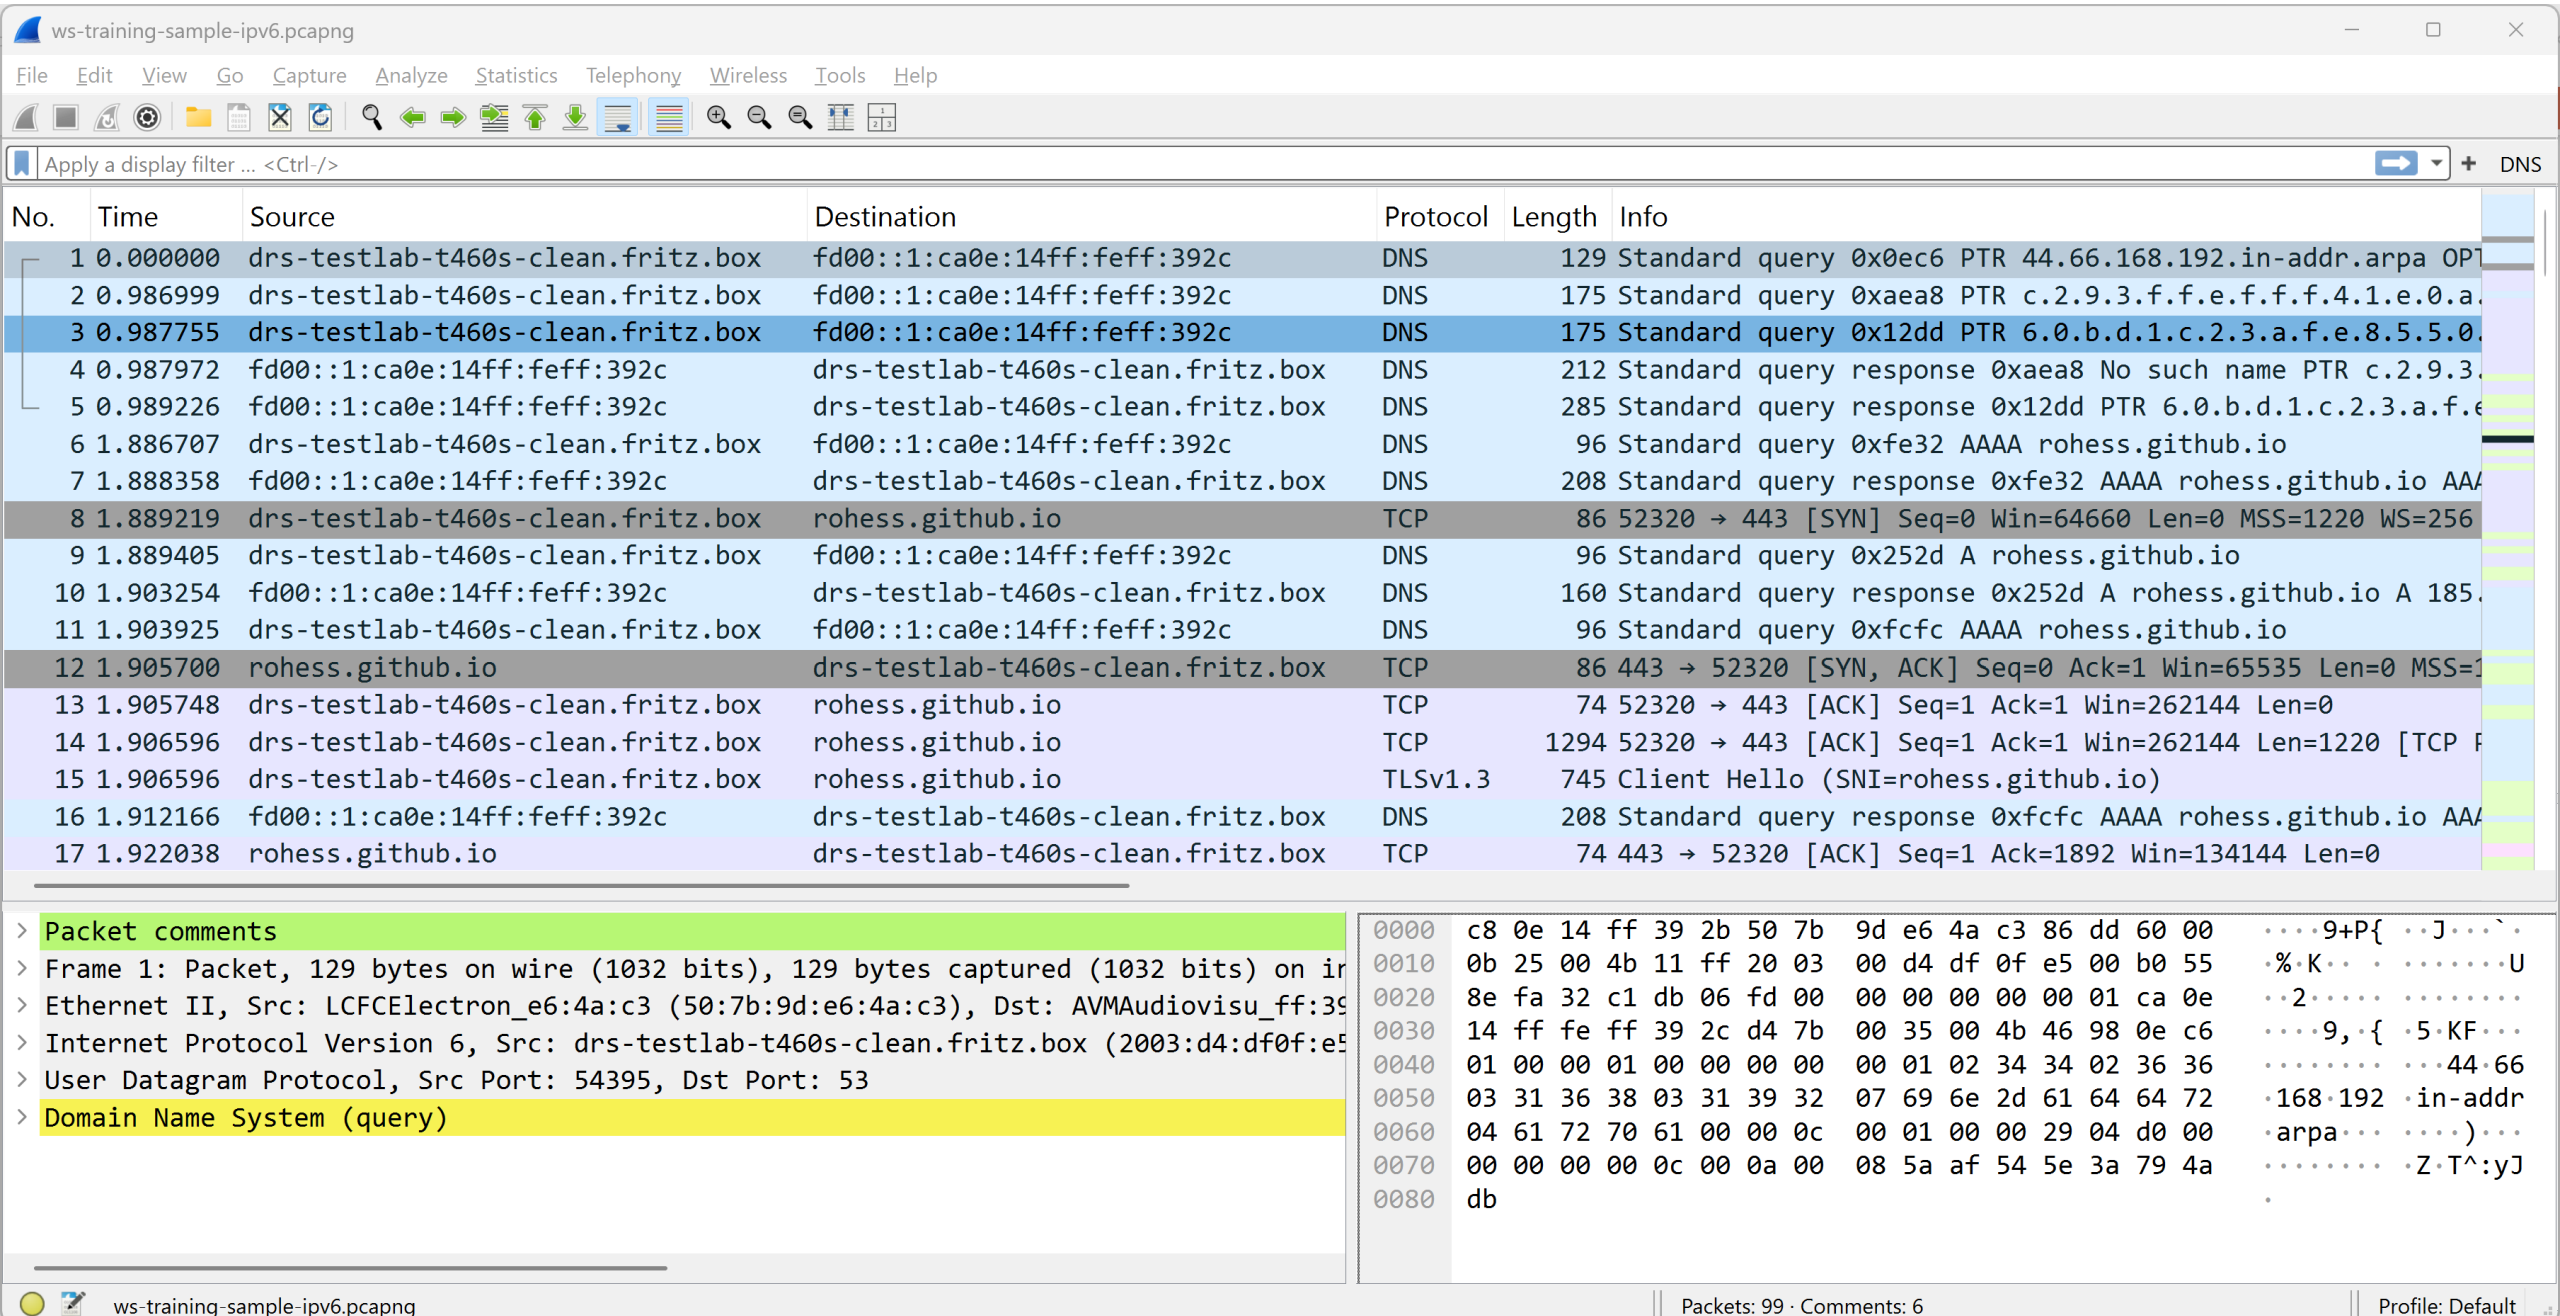 ws-training-sample-ipv6.pcapng
File Edit View Go Capture Analyze Statistics Telephony Wireless Tools Help
Apply a display filter ... <Ctrl-/> + DNS
No. Time Source Destination Protocol Length Info
1 0.000000 drs-testlab-t460s-clean.fritz.box fd00::1:ca0e:14ff:feff:392c DNS 129 Standard query 0x0ec6 PTR 44.66.168.192.in-addr.arpa OPT
2 0.986999 drs-testlab-t460s-clean.fritz.box fd00::1:ca0e:14ff:feff:392c DNS 175 Standard query 0xaea8 PTR c.2.9.3.f.f.e.f.f.f.4.1.e.0.a.
3 0.987755 drs-testlab-t460s-clean.fritz.box fd00::1:ca0e:14ff:feff:392c DNS 175 Standard query 0x12dd PTR 6.0.b.d.1.c.2.3.a.f.e.8.5.5.0.
4 0.987972 fd00::1:ca0e:14ff:feff:392c drs-testlab-t460s-clean.fritz.box DNS 212 Standard query response 0xaea8 No such name PTR c.2.9.3.
5 0.989226 fd00::1:ca0e:14ff:feff:392c drs-testlab-t460s-clean.fritz.box DNS 285 Standard query response 0x12dd PTR 6.0.b.d.1.c.2.3.a.f.e
6 1.886707 drs-testlab-t460s-clean.fritz.box fd00::1:ca0e:14ff:feff:392c DNS 96 Standard query 0xfe32 AAAA rohess.github.io
7 1.888358 fd00::1:ca0e:14ff:feff:392c drs-testlab-t460s-clean.fritz.box DNS 208 Standard query response 0xfe32 AAAA rohess.github.io AAA
8 1.889219 drs-testlab-t460s-clean.fritz.box rohess.github.io TCP 86 52320 → 443 [SYN] Seq=0 Win=64660 Len=0 MSS=1220 WS=256
9 1.889405 drs-testlab-t460s-clean.fritz.box fd00::1:ca0e:14ff:feff:392c DNS 96 Standard query 0x252d A rohess.github.io
10 1.903254 fd00::1:ca0e:14ff:feff:392c drs-testlab-t460s-clean.fritz.box DNS 160 Standard query response 0x252d A rohess.github.io A 185.
11 1.903925 drs-testlab-t460s-clean.fritz.box fd00::1:ca0e:14ff:feff:392c DNS 96 Standard query 0xfcfc AAAA rohess.github.io
12 1.905700 rohess.github.io drs-testlab-t460s-clean.fritz.box TCP 86 443 → 52320 [SYN, ACK] Seq=0 Ack=1 Win=65535 Len=0 MSS=1
13 1.905748 drs-testlab-t460s-clean.fritz.box rohess.github.io TCP 74 52320 → 443 [ACK] Seq=1 Ack=1 Win=262144 Len=0
14 1.906596 drs-testlab-t460s-clean.fritz.box rohess.github.io TCP 1294 52320 → 443 [ACK] Seq=1 Ack=1 Win=262144 Len=1220 [TCP P
15 1.906596 drs-testlab-t460s-clean.fritz.box rohess.github.io TLSv1.3 745 Client Hello (SNI=rohess.github.io)
16 1.912166 fd00::1:ca0e:14ff:feff:392c drs-testlab-t460s-clean.fritz.box DNS 208 Standard query response 0xfcfc AAAA rohess.github.io AAA
17 1.922038 rohess.github.io drs-testlab-t460s-clean.fritz.box TCP 74 443 → 52320 [ACK] Seq=1 Ack=1892 Win=134144 Len=0
Packet comments
Frame 1: Packet, 129 bytes on wire (1032 bits), 129 bytes captured (1032 bits) on in
Ethernet II, Src: LCFCElectron_e6:4a:c3 (50:7b:9d:e6:4a:c3), Dst: AVMAudiovisu_ff:39
Internet Protocol Version 6, Src: drs-testlab-t460s-clean.fritz.box (2003:d4:df0f:e5
User Datagram Protocol, Src Port: 54395, Dst Port: 53
Domain Name System (query)
0000 c8 0e 14 ff 39 2b 50 7b 9d e6 4a c3 86 dd 60 00 ····9+P{ ··J···`·
0010 0b 25 00 4b 11 ff 20 03 00 d4 df 0f e5 00 b0 55 ·%·K·· · ·······U
0020 8e fa 32 c1 db 06 fd 00 00 00 00 00 00 01 ca 0e ··2····· ········
0030 14 ff fe ff 39 2c d4 7b 00 35 00 4b 46 98 0e c6 ····9,·{ ·5·KF···
0040 01 00 00 01 00 00 00 00 00 01 02 34 34 02 36 36 ········ ···44·66
0050 03 31 36 38 03 31 39 32 07 69 6e 2d 61 64 64 72 ·168·192 ·in-addr
0060 04 61 72 70 61 00 00 0c 00 01 00 00 29 04 d0 00 ·arpa··· ····)···
0070 00 00 00 00 0c 00 0a 00 08 5a af 54 5e 3a 79 4a ········ ·Z·T^:yJ
0080 db ·
ws-training-sample-ipv6.pcapng Packets: 99 · Comments: 6 Profile: Default